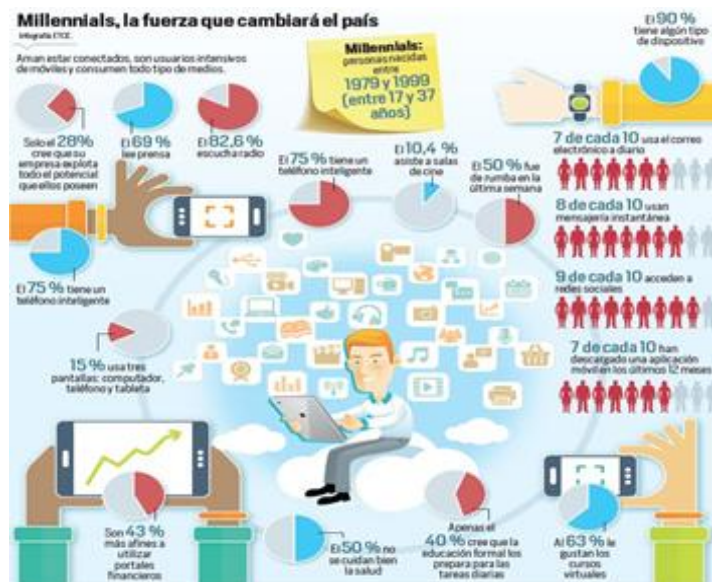 Millennials, la fuerza que cambiará el país
Infografía ETCE.
Aman estar conectados, son usuarios intensivos
de móviles y consumen todo tipo de medios.
Millennials:
personas nacidas
entre
1979 y 1999
(entre 17 y 37
años)
El 90 %
tiene algún tipo
de dispositivo
Solo el 28%
cree que su
empresa explota
todo el potencial
que ellos poseen
El 69 %
lee prensa
El 82,6 %
escucha radio
El 75 % tiene un
teléfono inteligente
El 10,4 %
asiste a salas
de cine
El 50 % fue
de rumba en la
última semana
7 de cada 10 usa el correo
electrónico a diario
8 de cada 10 usan
mensajería instantánea
9 de cada 10 acceden a
redes sociales
7 de cada 10 han
descargado una aplicación
móvil en los últimos 12 meses
El 75 % tiene un
teléfono inteligente
15 % usa tres
pantallas: computador,
teléfono y tableta
Son 43 %
más afines a
utilizar
portales
financieros
El 50 % no
se cuidan bien
la salud
Apenas el
40 % cree que la
educación formal los
prepara para las
tareas diarias
Al 63 % le
gustan los
cursos
virtuales